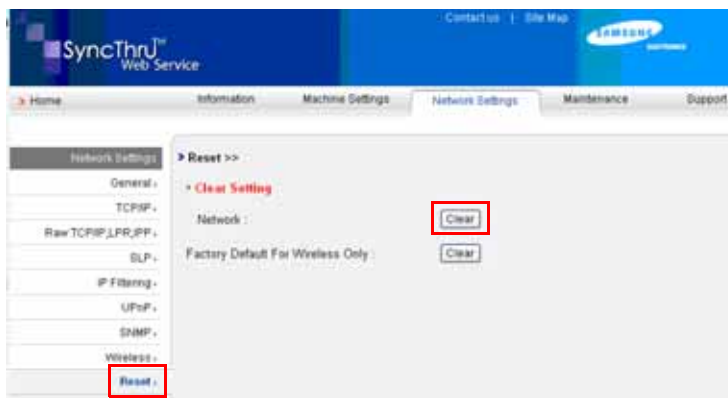 Contact us | Site Map
SAMSUNG
ELECTRONICS
SyncThru™
Web Service
> Home
Information
Machine Settings
Network Settings
Maintenance
Support
Network Settings
General
TCP/IP
Raw TCP/IP,LPR,IPP
SLP
IP Filtering
UPnP
SNMP
Wireless
Reset
> Reset >>
Clear Setting
Network :
Clear
Factory Default For Wireless Only :
Clear